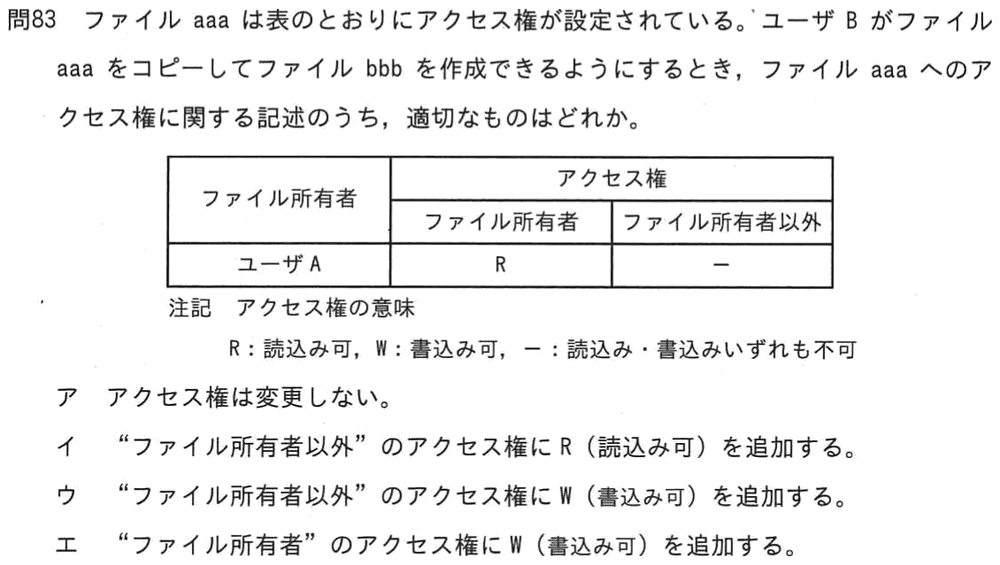 問83 ファイル aaa は表のとおりにアクセス権が設定されている。ユーザ B がファイル
aaa をコピーしてファイル bbb を作成できるようにするとき，ファイル aaa へのア
クセス権に関する記述のうち，適切なものはどれか。
ファイル所有者 アクセス権
ファイル所有者 ファイル所有者以外
ユーザ A R －
注記 アクセス権の意味
R：読込み可，W：書込み可，－：読込み・書込みいずれも不可
ア アクセス権は変更しない。
イ “ファイル所有者以外”のアクセス権に R（読込み可）を追加する。
ウ “ファイル所有者以外”のアクセス権に W（書込み可）を追加する。
エ “ファイル所有者”のアクセス権に W（書込み可）を追加する。